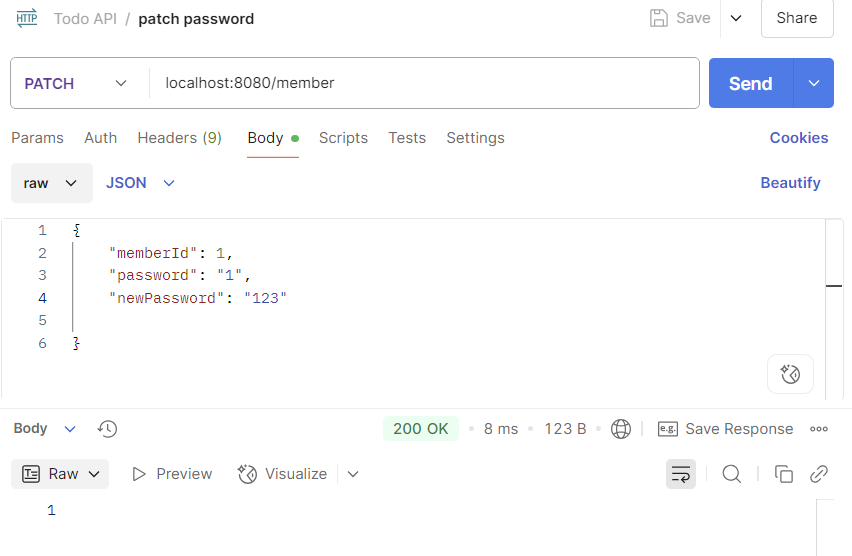 HTTP Todo API / patch password Save Share
PATCH localhost:8080/member Send
Params Auth Headers (9) Body Scripts Tests Settings Cookies
raw JSON Beautify
1 {
2 "memberId": 1,
3 "password": "1",
4 "newPassword": "123"
5
6 }
Body 200 OK • 8 ms • 123 B • e.g. Save Response
Raw Preview Visualize
1